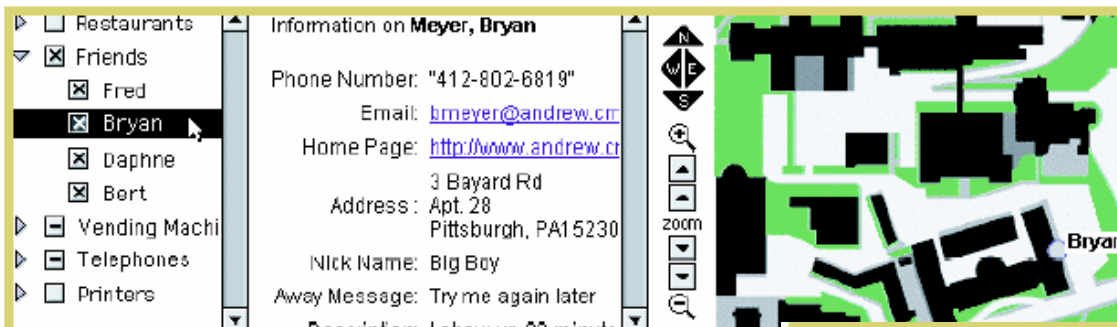 Restaurants
Friends
Fred
Bryan
Daphne
Bert
Vending Machi
Telephones
Printers
Information on Meyer, Bryan
Phone Number: "412-802-6819"
Email: bmeyer@andrew.cm
Home Page: http://www.andrew.cr
Address: 3 Bayard Rd
Apt. 28
Pittsburgh, PA15230
Nick Name: Big Boy
Away Message: Try me again later
N
W E
S
zoom
Bryan